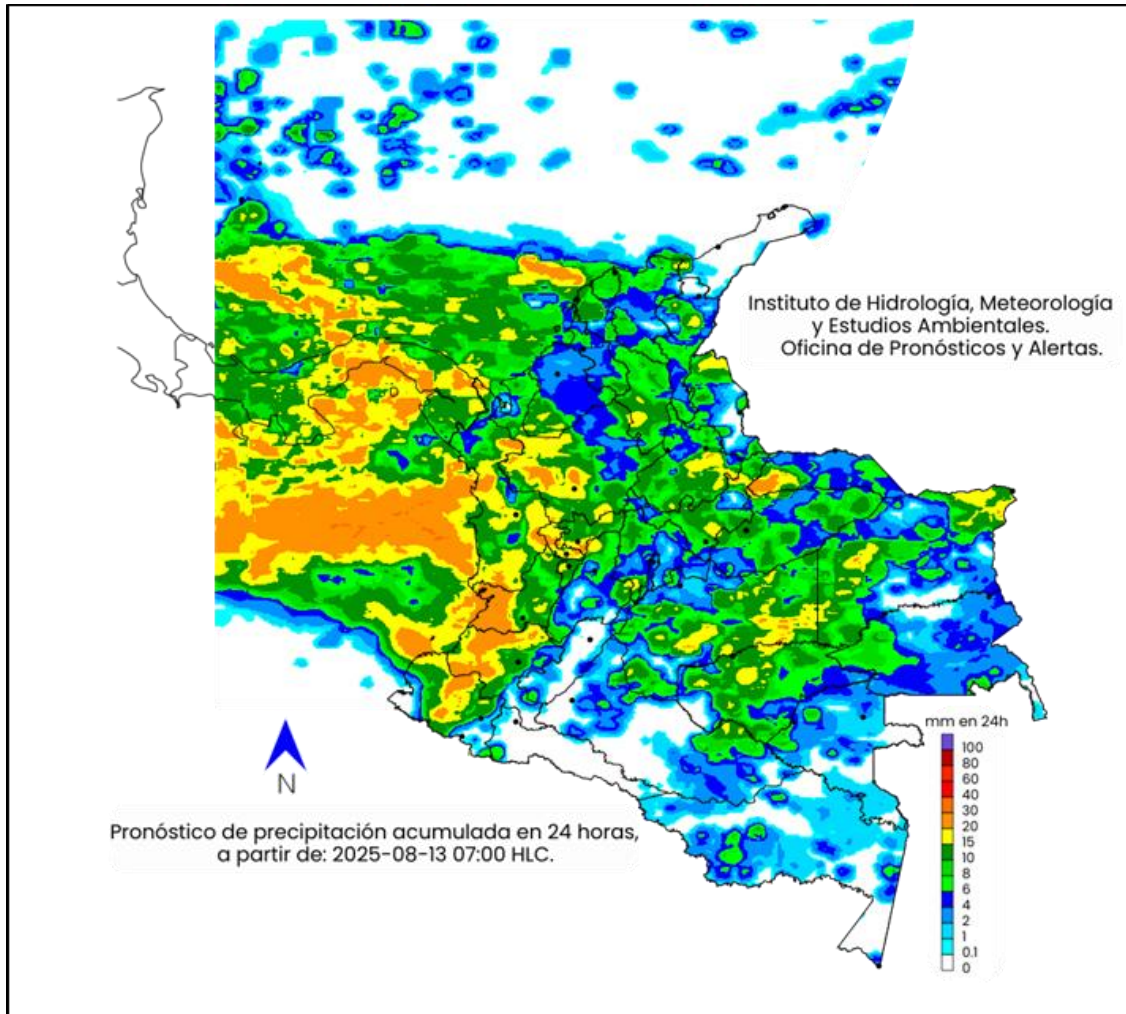 Instituto de Hidrología, Meteorología
y Estudios Ambientales.
Oficina de Pronósticos y Alertas.
mm en 24h
100
80
60
40
30
20
15
10
8
6
4
2
1
0.1
0
N
Pronóstico de precipitación acumulada en 24 horas,
a partir de: 2025-08-13 07:00 HLC.